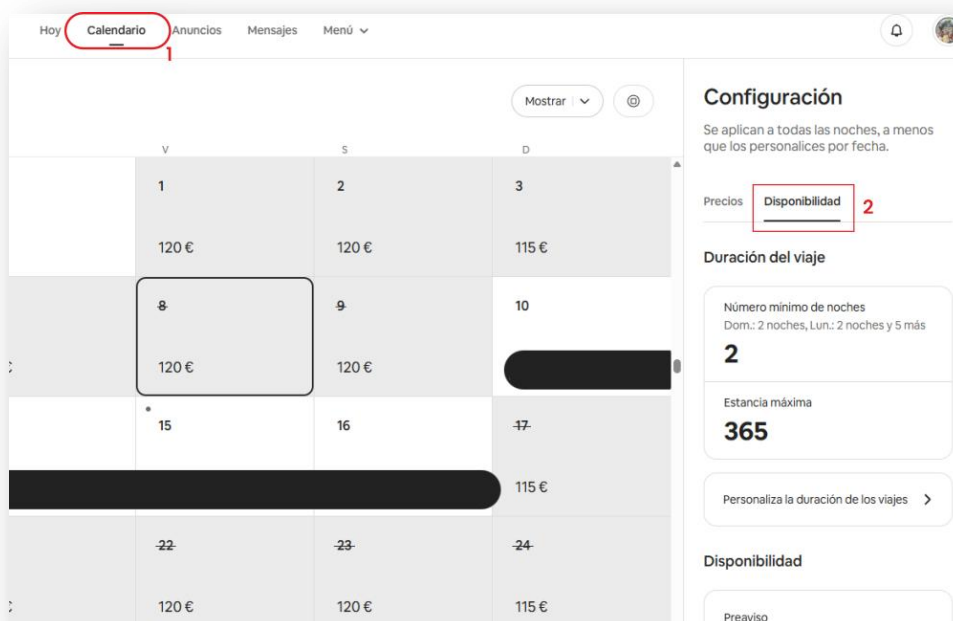 Hoy Calendario Anuncios Mensajes Menú
1
Mostrar
V S D
1 2 3
120 € 120 € 115 €
8 9 10
120 € 120 €
15 16 17
115 €
22 23 24
120 € 120 € 115 €
Configuración
Se aplican a todas las noches, a menos
que los personalices por fecha.
Precios Disponibilidad 2
Duración del viaje
Número mínimo de noches
Dom.: 2 noches, Lun.: 2 noches y 5 más
2
Estancia máxima
365
Personaliza la duración de los viajes
Disponibilidad
Preaviso